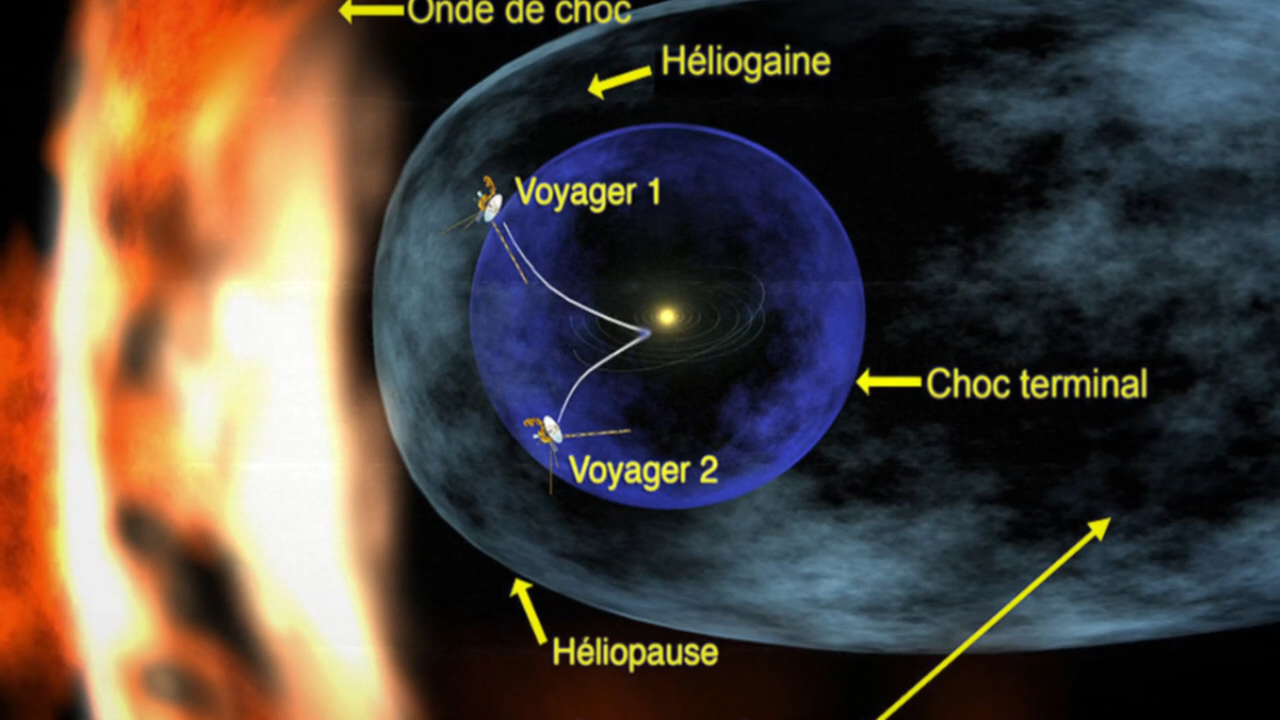 Onde de choc
Héliogaine
Voyager 1
Choc terminal
Voyager 2
Héliopause